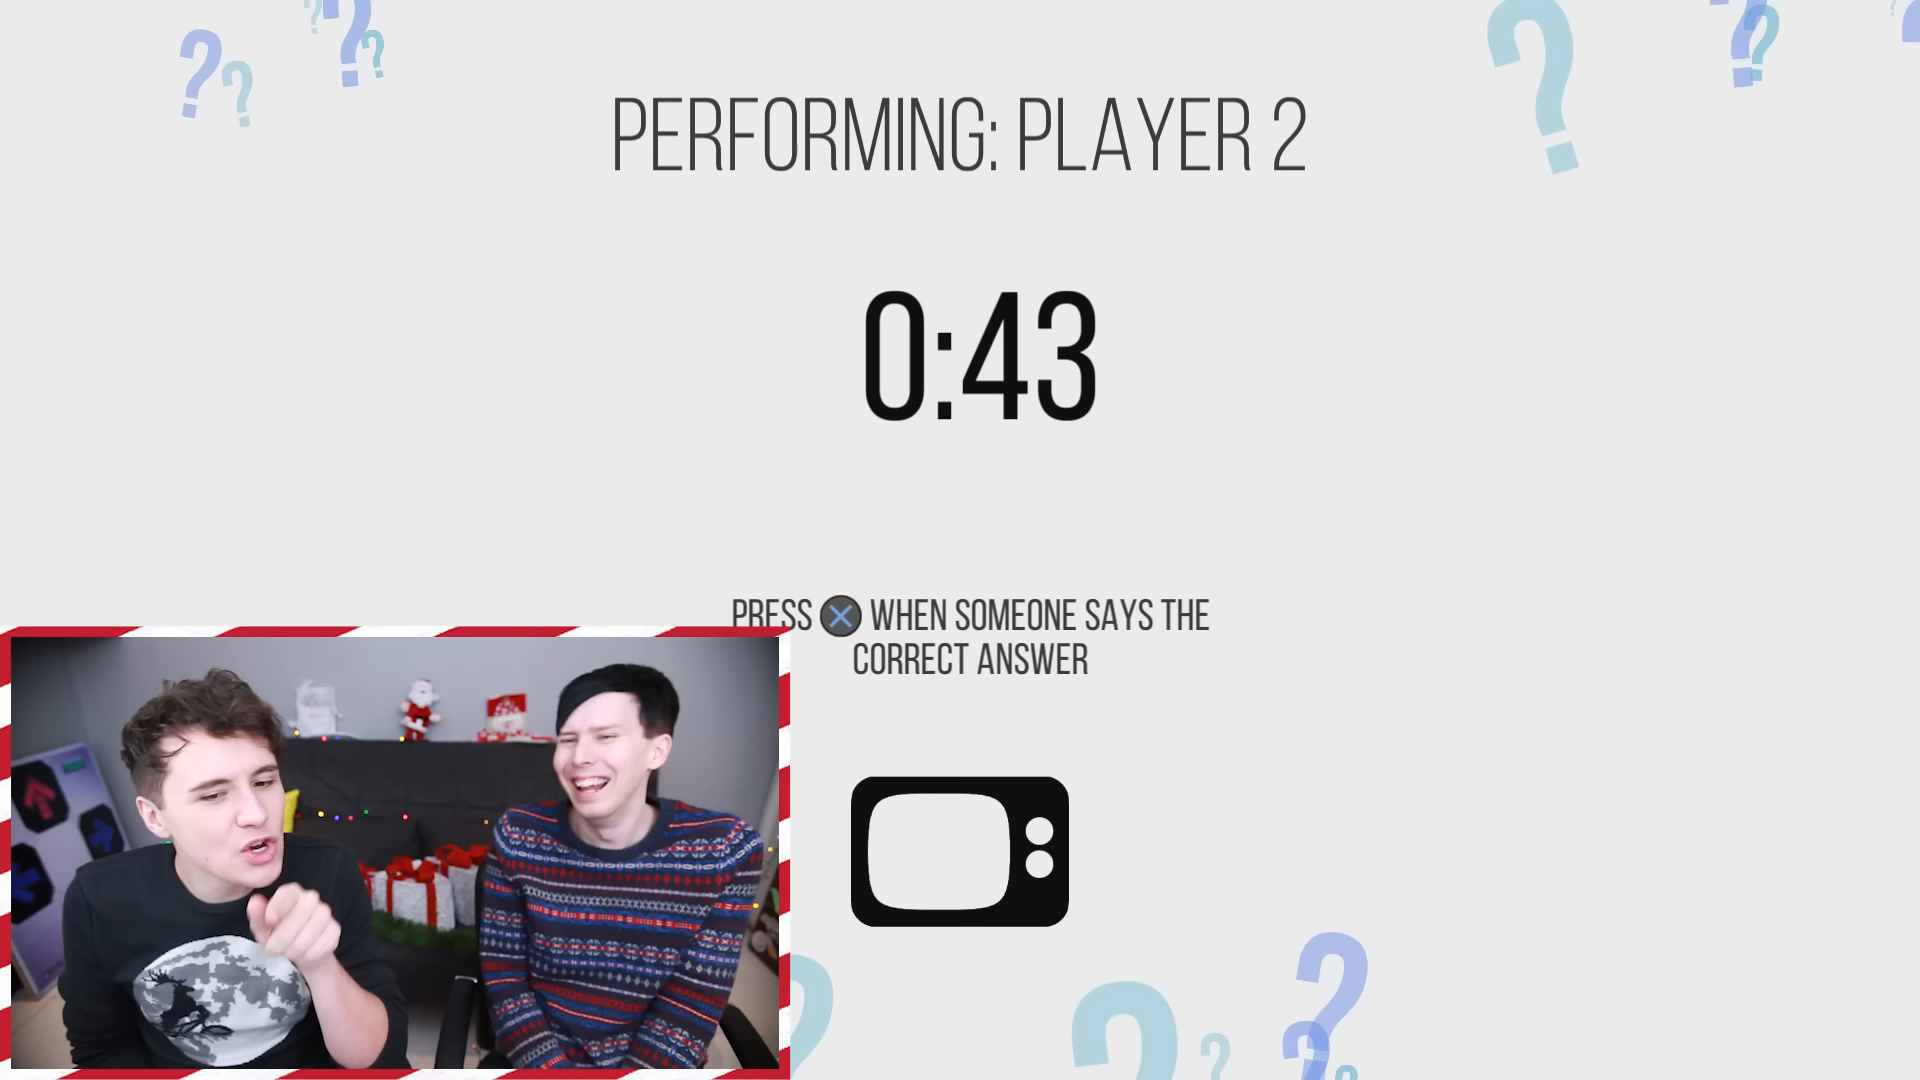 PERFORMING: PLAYER 2
0:43
PRESS WHEN SOMEONE SAYS THE
CORRECT ANSWER